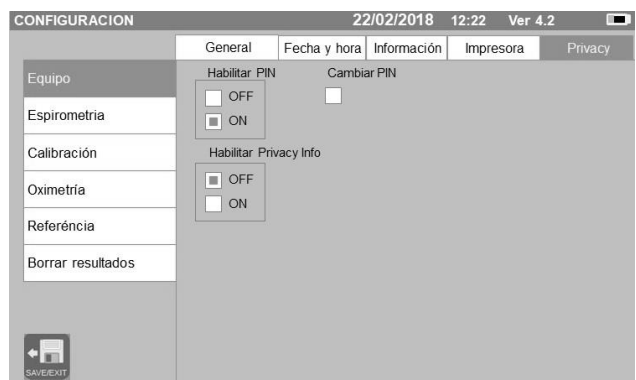 CONFIGURACION 22/02/2018 12:22 Ver 4.2
General Fecha y hora Información Impresora Privacy
Equipo
Espirometria
Calibración
Oximetría
Referéncia
Borrar resultados
Habilitar PIN Cambiar PIN
OFF
ON
Habilitar Privacy Info
OFF
ON
SAVE/EXIT